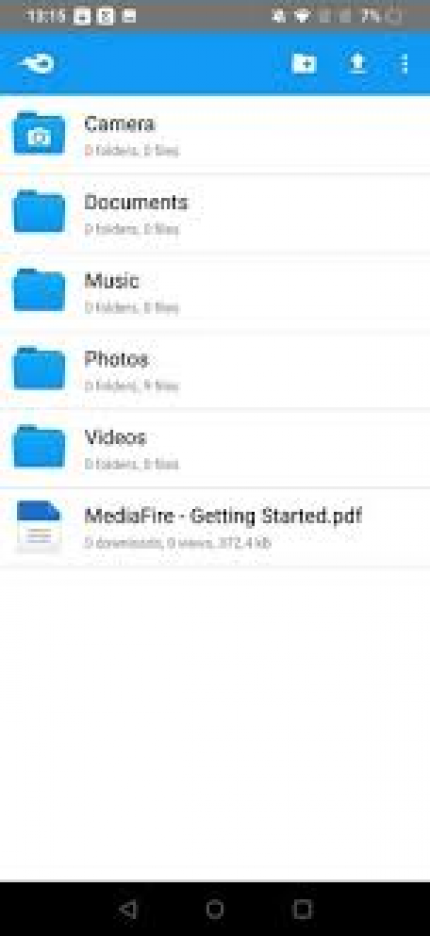 13:15
7%
Camera
0 folders, 0 files
Documents
0 folders, 0 files
Music
0 folders, 0 files
Photos
0 folders, 9 files
Videos
0 folders, 0 files
MediaFire - Getting Started.pdf
0 downloads, 0 views, 372.4 kB